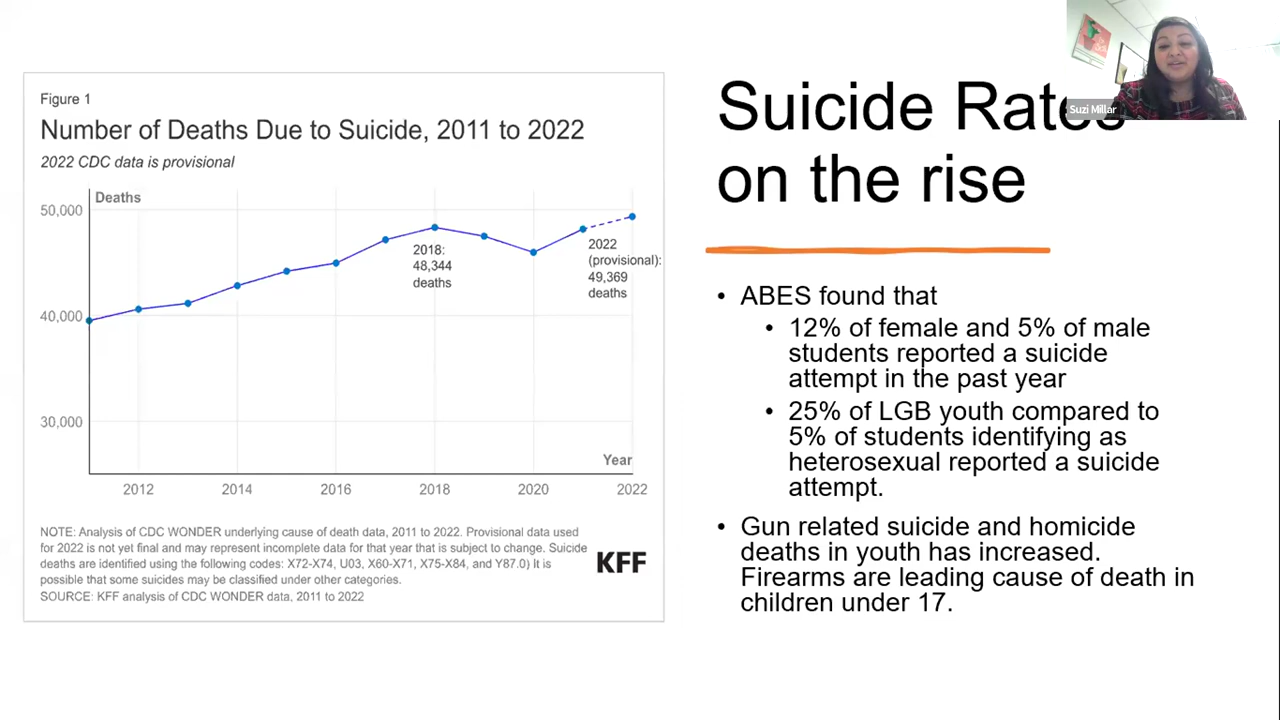 Figure 1
Number of Deaths Due to Suicide, 2011 to 2022
2022 CDC data is provisional
Deaths
50,000
40,000
30,000
2018:
48,344
deaths
2022
(provisional):
49,369
deaths
Year
2012
2014
2016
2018
2020
2022
NOTE: Analysis of CDC WONDER underlying cause of death data, 2011 to 2022. Provisional data used
for 2022 is not yet final and may represent incomplete data for that year that is subject to change. Suicide
deaths are identified using the following codes: X72-X74, U03, X60-X71, X75-X84, and Y87.0) It is
possible that some suicides may be classified under other categories.
SOURCE: KFF analysis of CDC WONDER data, 2011 to 2022
KFF
Suicide Rates
on the rise
• ABES found that
• 12% of female and 5% of male
students reported a suicide
attempt in the past year
• 25% of LGB youth compared to
5% of students identifying as
heterosexual reported a suicide
attempt.
• Gun related suicide and homicide
deaths in youth has increased.
Firearms are leading cause of death in
children under 17.
Suzi Millar